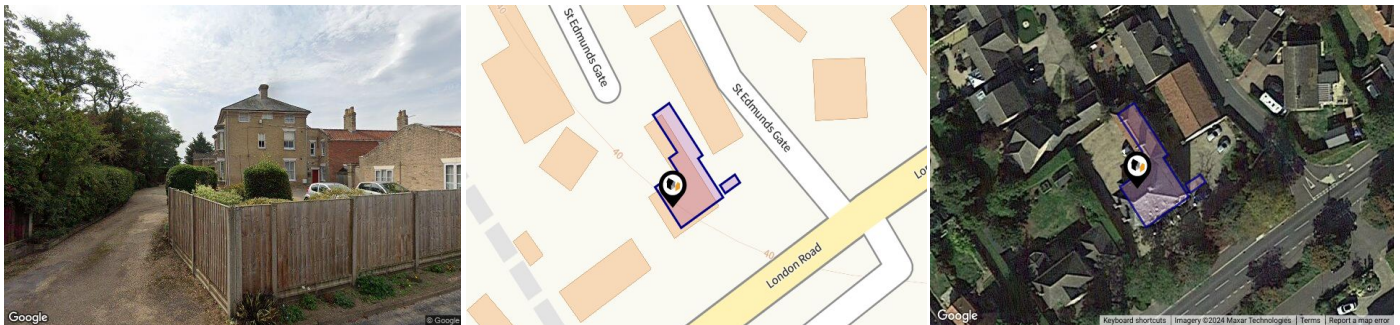 Google
© Google
40
St Edmunds Gate
St Edmunds Gate
40
40
London Road
Lo
Google
Keyboard shortcuts
Imagery ©2024 Maxar Technologies
Terms
Report a map error